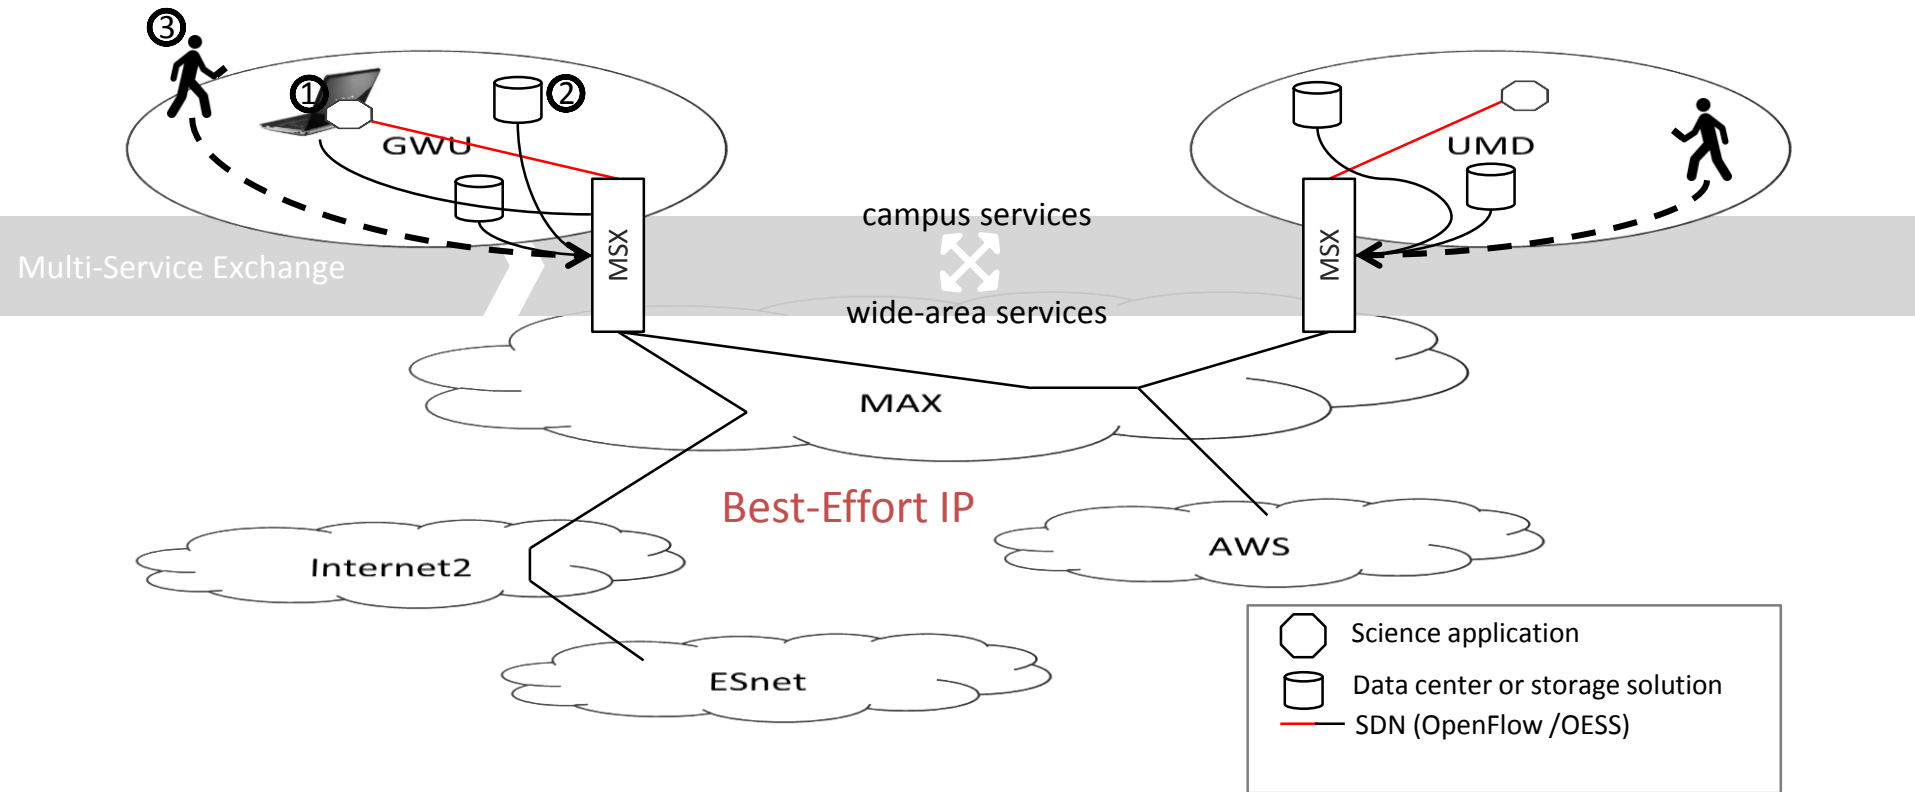 ③
①
②
GWU
UMD
campus services
Multi-Service Exchange
MSX
MSX
wide-area services
MAX
Best-Effort IP
Internet2
AWS
ESnet
Science application
Data center or storage solution
SDN (OpenFlow /OESS)